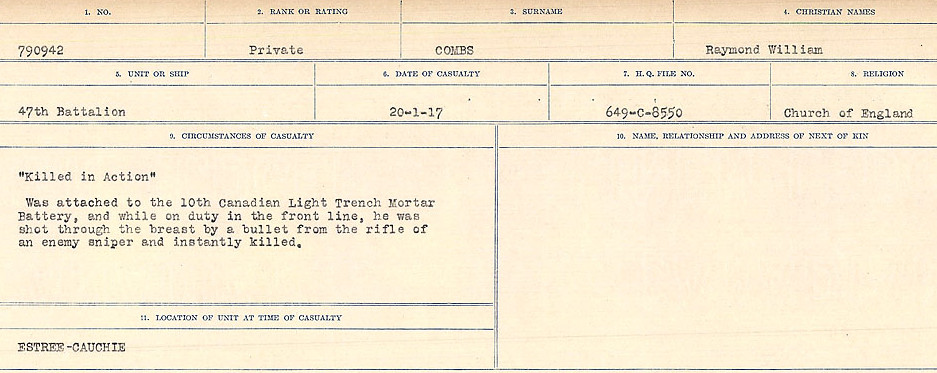 1. NO.
2. RANK OR RATING
3. SURNAME
4. CHRISTIAN NAMES
790942
Private
COMBS
Raymond William
5. UNIT OR SHIP
6. DATE OF CASUALTY
7. H.Q. FILE NO.
8. RELIGION
47th Battalion
20-1-17
649-C-8550
Church of England
9. CIRCUMSTANCES OF CASUALTY
"Killed in Action"
Was attached to the 10th Canadian Light Trench Mortar
Battery, and while on duty in the front line, he was
shot through the breast by a bullet from the rifle of
an enemy sniper and instantly killed.
10. NAME, RELATIONSHIP AND ADDRESS OF NEXT OF KIN
11. LOCATION OF UNIT AT TIME OF CASUALTY
ESTREE-CAUCHIE